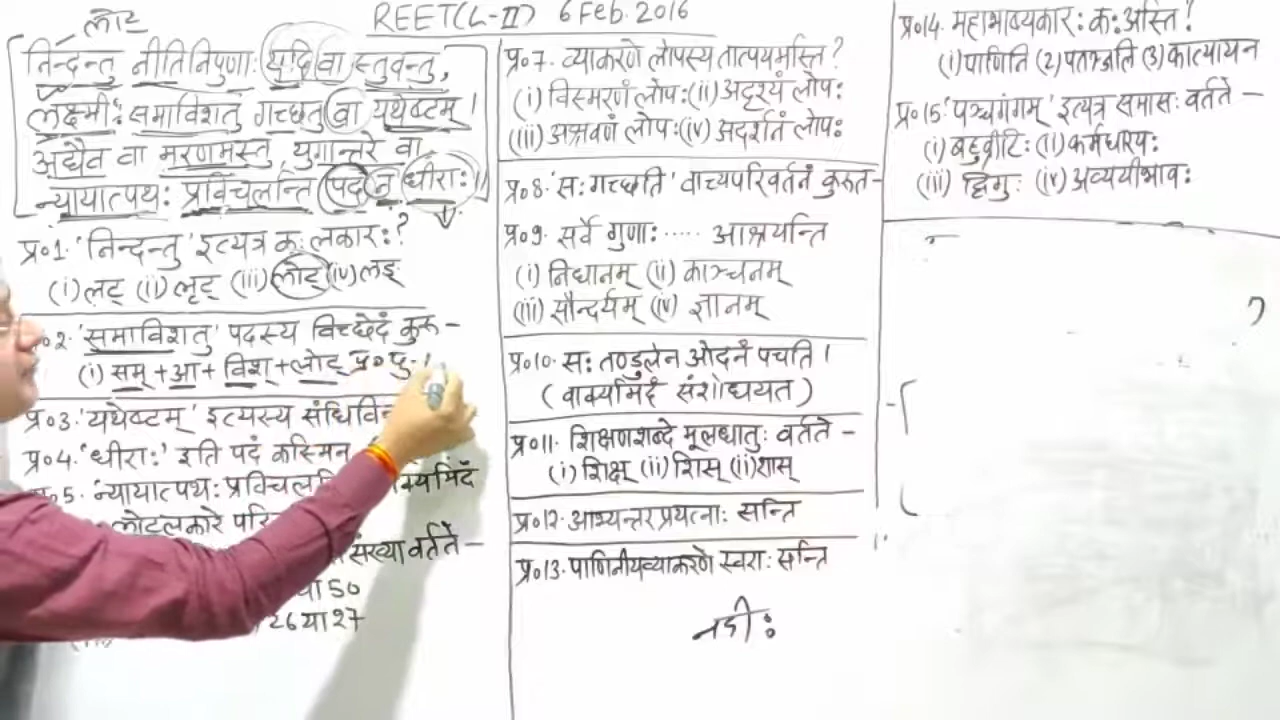 REET(L-II) 6 Feb. 2016
लोट
निन्दन्तु नीतिनिपुणाः यदि वा स्तुवन्तु,
लक्ष्मीः समाविशतु गच्छतु वा यथेष्टम् ।
अद्यैव वा मरणमस्तु युगान्तरे वा,
न्यायात्पथः प्रविचलन्ति पदं न धीराः।
प्र०1. 'निन्दन्तु' इत्यत्र कः लकारः?
(i) लट् (ii) लृट् (iii) लोट् (iv) लङ्
प्र०2. 'समाविशतु' पदस्य विच्छेदं कुरू-
(i) सम् + आ + विश् + लोट् प्र० पु.
प्र०3. 'यथेष्टम्' इत्यस्य संधिवि
प्र०4. 'धीराः' इति पदं कस्मिन
प्र०5. न्यायात्पथः प्रविचल
लोटलकारे परि
संख्या वर्तते -
या 50
26 या 27
प्र०7. व्याकरणे लोपस्य तात्पर्यमस्ति?
(i) विस्मरणं लोपः (ii) अदृश्यं लोपः
(iii) अश्रवणं लोपः (iv) अदर्शनं लोपः
प्र०8. 'सः गच्छति' वाच्यपरिवर्तनं कुरूत-
प्र०9. सर्वे गुणाः ..... आश्रयन्ति
(i) निधानम् (ii) काञ्चनम्
(iii) सौन्दर्यम् (iv) ज्ञानम्
प्र०10. सः तण्डुलेन ओदनं पचति ।
(वाक्यमिदं संशोधयत)
प्र०11. शिक्षणशब्दे मूलधातुः वर्तते -
(i) शिक्ष् (ii) शिस् (ii) शास्
प्र०12. आभ्यन्तरप्रयत्नाः सन्ति
प्र०13. पाणिनीयव्याकरणे स्वराः सन्ति
नदीः
प्र०14. महाभाष्यकारः कः अस्ति?
(i) पाणिनि (2) पतञ्जलि (3) कात्यायन
प्र०15. 'पञ्चगंगम्' इत्यत्र समासः वर्तते -
(i) बहुव्रीहिः (ii) कर्मधारयः
(iii) द्विगुः (iv) अव्ययीभावः